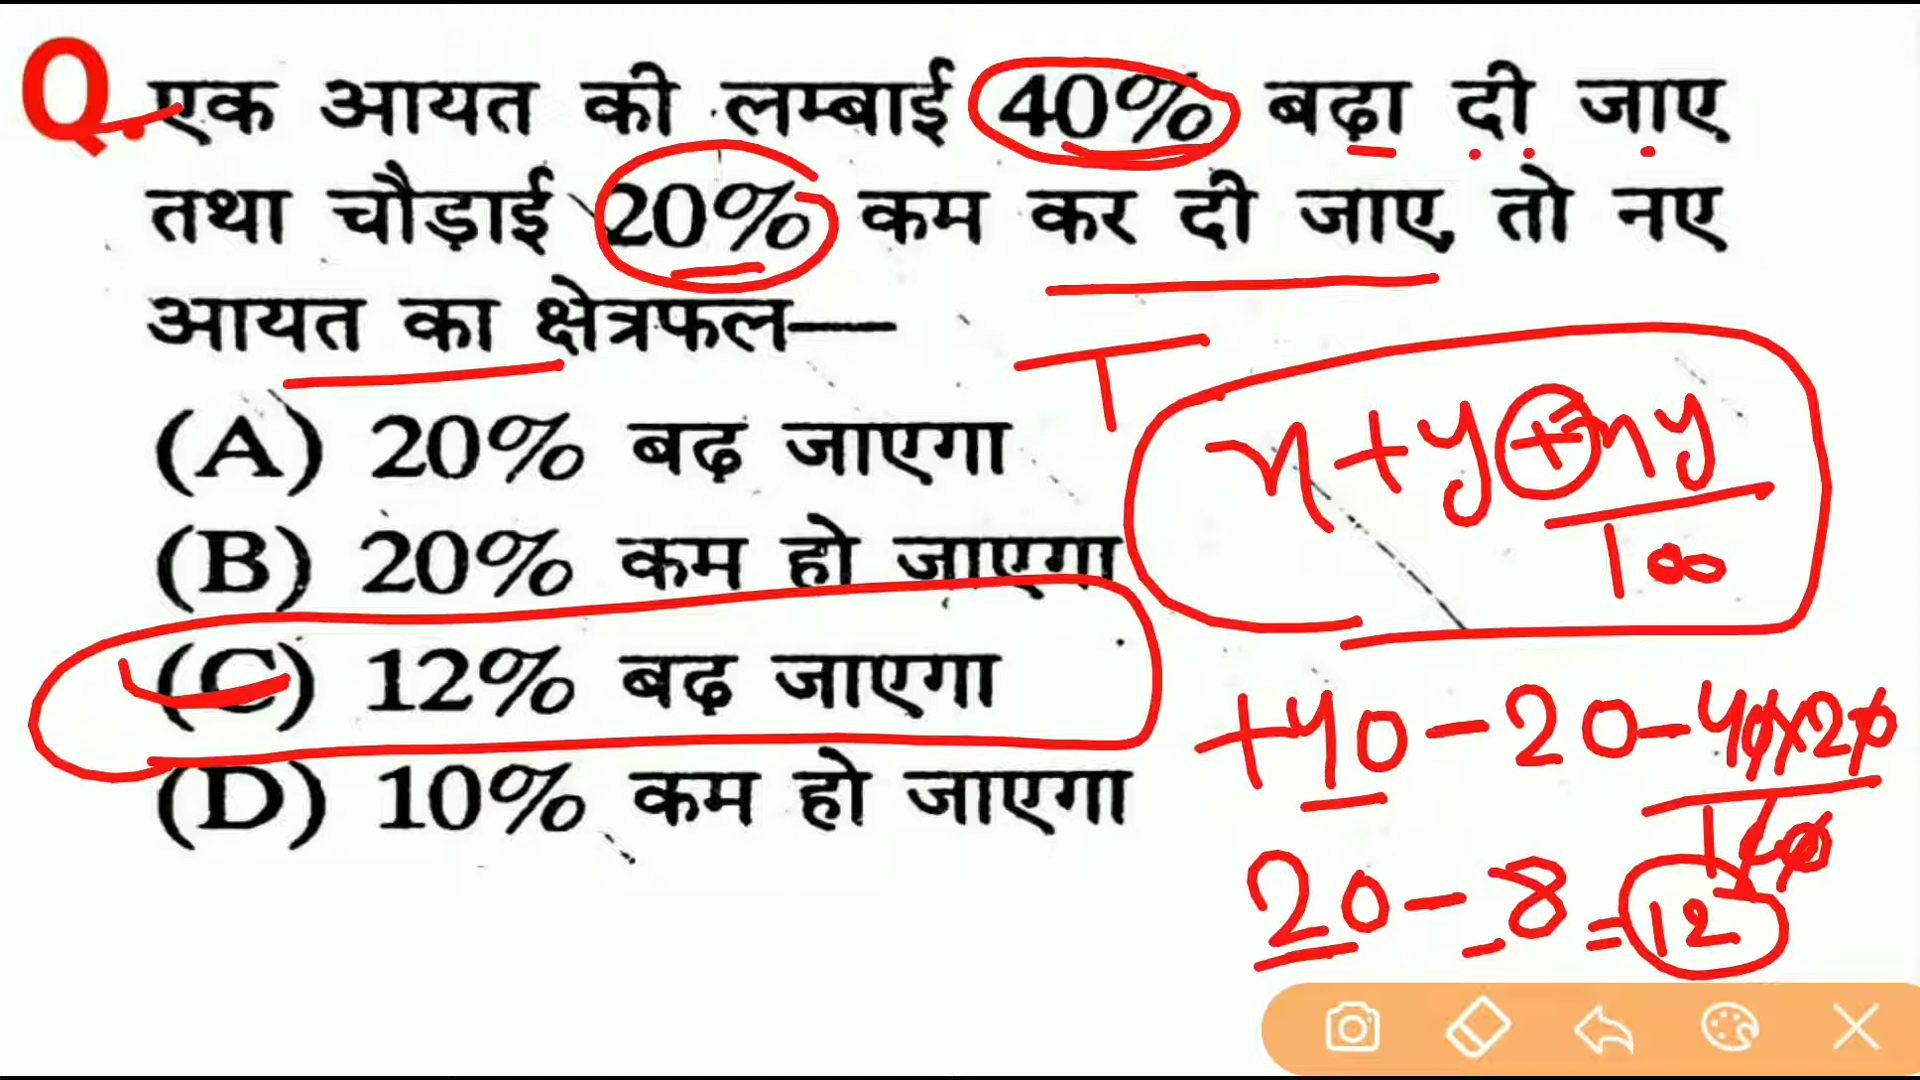 Q. एक आयत की लम्बाई 40% बढ़ा दी जाए
तथा चौड़ाई 20% कम कर दी जाए, तो नए
आयत का क्षेत्रफल—
(A) 20% बढ़ जाएगा
(B) 20% कम हो जाएगा
(C) 12% बढ़ जाएगा
(D) 10% कम हो जाएगा
x+y±xy/100
+40-20-40×20/100
20-8=12